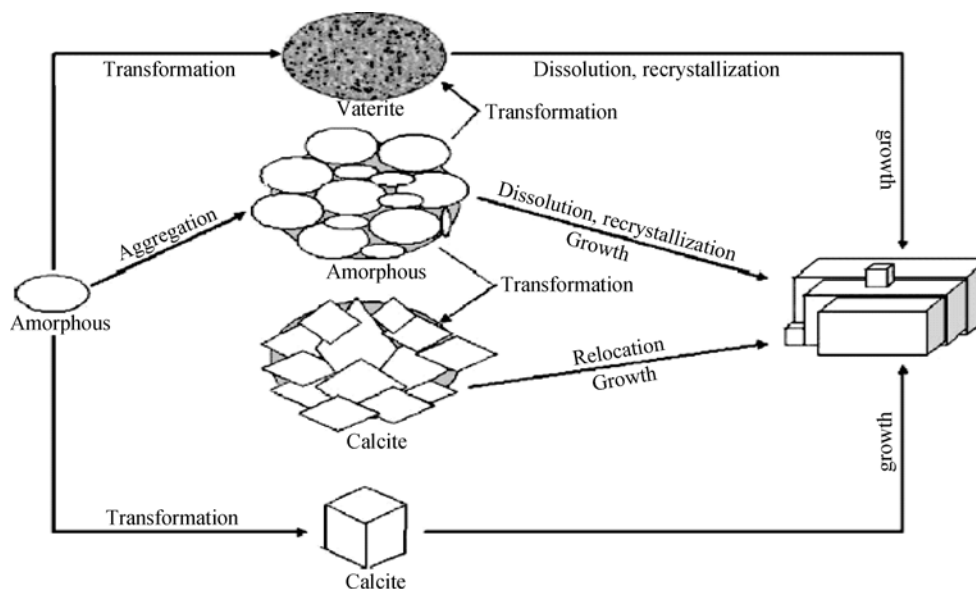 Transformation
Vaterite
Dissolution, recrystallization
growth
Transformation
Aggregation
Amorphous
Dissolution, recrystallization
Growth
Transformation
Amorphous
Relocation
Growth
Calcite
growth
Transformation
Calcite